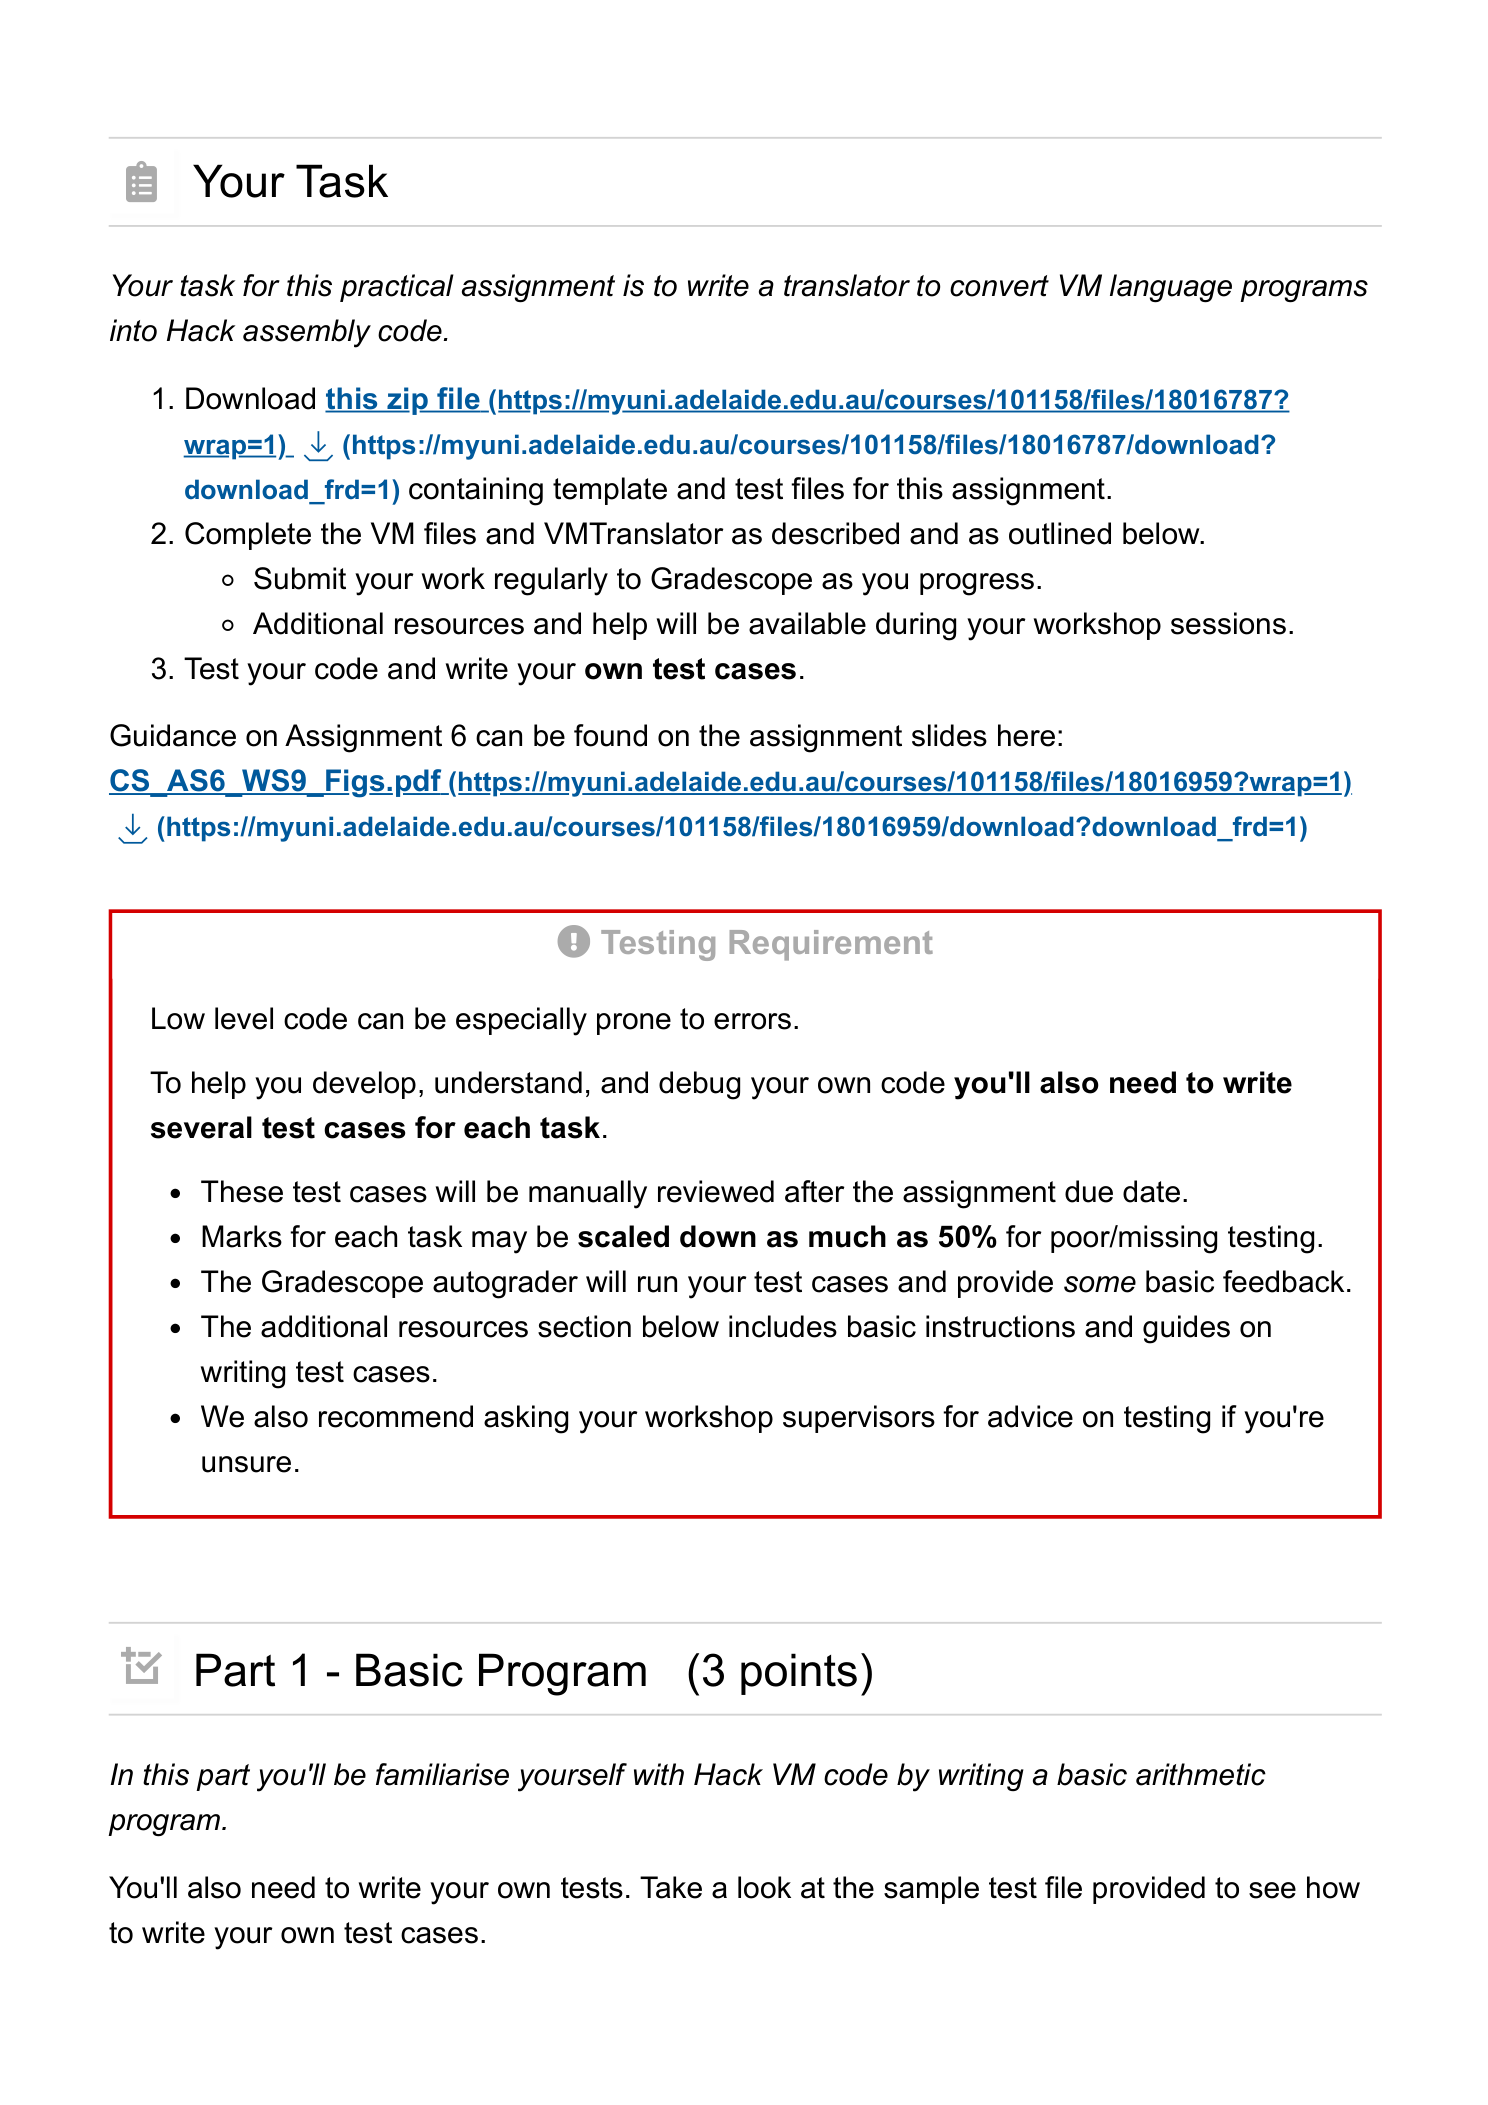 Your Task
Your task for this practical assignment is to write a translator to convert VM language programs
into Hack assembly code.
1. Download this zip file (https://myuni.adelaide.edu.au/courses/101158/files/18016787?
wrap=1) (https://myuni.adelaide.edu.au/courses/101158/files/18016787/download?
download_frd=1) containing template and test files for this assignment.
2. Complete the VM files and VMTranslator as described and as outlined below.
Submit your work regularly to Gradescope as you progress.
Additional resources and help will be available during your workshop sessions.
3. Test your code and write your own test cases.
Guidance on Assignment 6 can be found on the assignment slides here:
CS_AS6_WS9_Figs.pdf (https://myuni.adelaide.edu.au/courses/101158/files/18016959?wrap=1)
(https://myuni.adelaide.edu.au/courses/101158/files/18016959/download?download_frd=1)
Testing Requirement
Low level code can be especially prone to errors.
To help you develop, understand, and debug your own code you'll also need to write
several test cases for each task.
These test cases will be manually reviewed after the assignment due date.
Marks for each task may be scaled down as much as 50% for poor/missing testing.
The Gradescope autograder will run your test cases and provide some basic feedback.
The additional resources section below includes basic instructions and guides on
writing test cases.
We also recommend asking your workshop supervisors for advice on testing if you're
unsure.
Part 1 - Basic Program (3 points)
In this part you'll be familiarise yourself with Hack VM code by writing a basic arithmetic
program.
You'll also need to write your own tests. Take a look at the sample test file provided to see how
to write your own test cases.